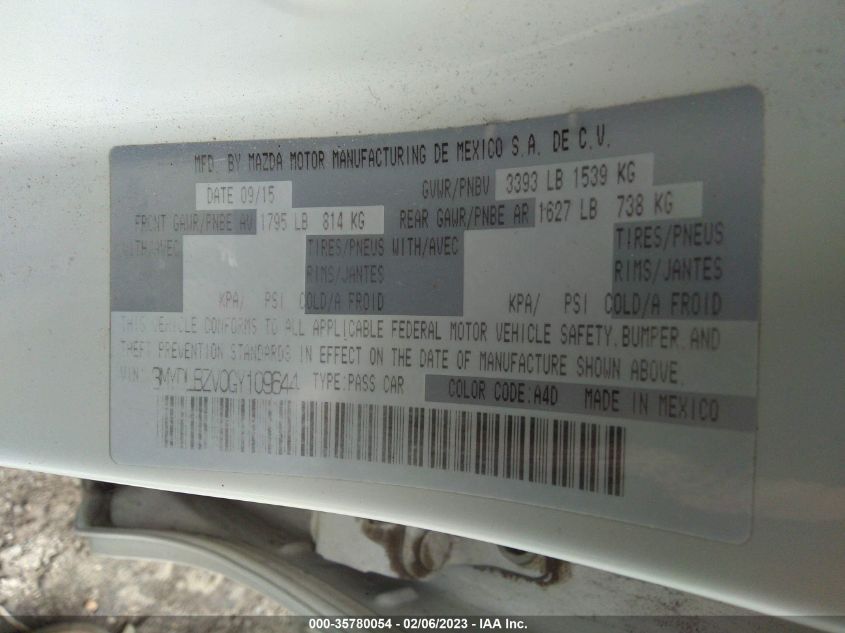 MFD. BY MAZDA MOTOR MANUFACTURING DE MEXICO S.A. DE C.V.
DATE 09/15 GVWR/PNBV 3393 LB 1539 KG
FRONT GAWR/PNBE AV 1795 LB 814 KG REAR GAWR/PNBE AR 1627 LB 738 KG
WITH/AVEC TIRES/PNEUS WITH/AVEC TIRES/PNEUS
RIMS/JANTES RIMS/JANTES
KPA/ PSI COLD/A FROID KPA/ PSI COLD/A FROID
THIS VEHICLE CONFORMS TO ALL APPLICABLE FEDERAL MOTOR VEHICLE SAFETY, BUMPER, AND
THEFT PREVENTION STANDARDS IN EFFECT ON THE DATE OF MANUFACTURE SHOWN ABOVE.
VIN: 3MYDLBZV0GY109644 TYPE:PASS CAR COLOR CODE:A4D MADE IN MEXICO
000-35780054 - 02/06/2023 - IAA Inc.